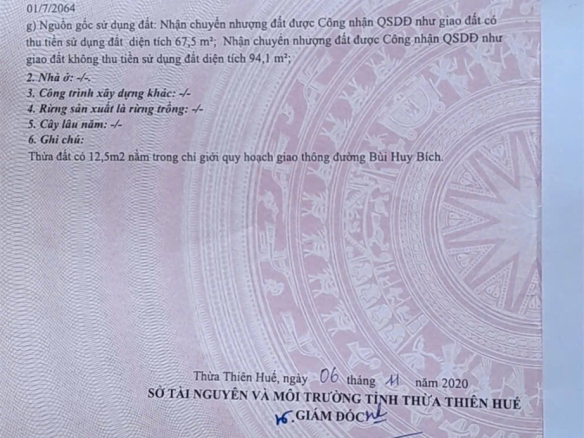 01/7/2064
g) Nguồn gốc sử dụng đất: Nhận chuyển nhượng đất được Công nhận QSDĐ như giao đất có
thu tiền sử dụng đất diện tích 67,5 m²; Nhận chuyển nhượng đất được Công nhận QSDĐ như
giao đất không thu tiền sử dụng đất diện tích 94,1 m²;
2. Nhà ở: -/-.
3. Công trình xây dựng khác: -/-
4. Rừng sản xuất là rừng trồng: -/-
5. Cây lâu năm: -/-
6. Ghi chú:
Thửa đất có 12,5m2 nằm trong chỉ giới quy hoạch giao thông đường Bùi Huy Bích.
Thừa Thiên Huế, ngày 06 tháng 11 năm 2020
SỞ TÀI NGUYÊN VÀ MÔI TRƯỜNG TỈNH THỪA THIÊN HUẾ
GIÁM ĐỐC